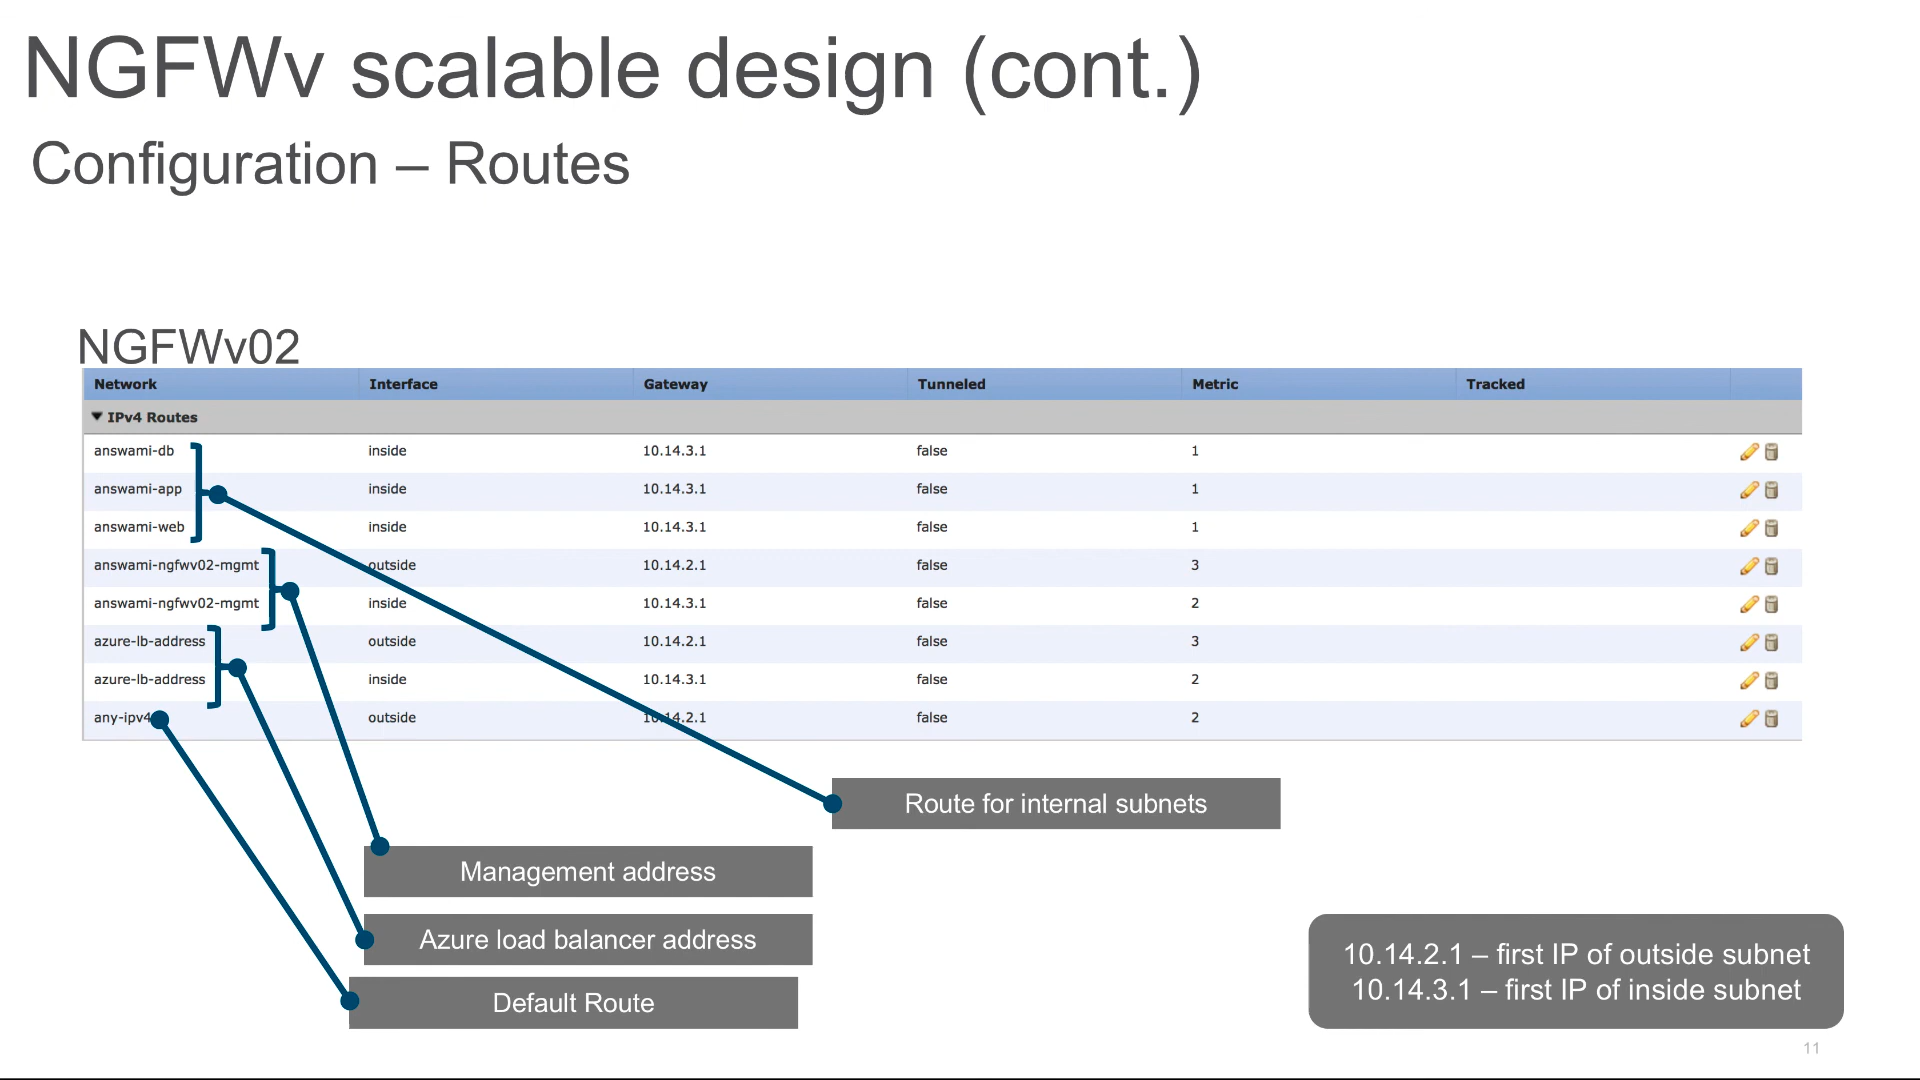 NGFWv scalable design (cont.)
Configuration – Routes
NGFWv02
Network Interface Gateway Tunneled Metric Tracked
IPv4 Routes
answami-db inside 10.14.3.1 false 1
answami-app inside 10.14.3.1 false 1
answami-web inside 10.14.3.1 false 1
answami-ngfwv02-mgmt outside 10.14.2.1 false 3
answami-ngfwv02-mgmt inside 10.14.3.1 false 2
azure-lb-address outside 10.14.2.1 false 3
azure-lb-address inside 10.14.3.1 false 2
any-ipv4 outside 10.14.2.1 false 2
Route for internal subnets
Management address
Azure load balancer address
Default Route
10.14.2.1 – first IP of outside subnet
10.14.3.1 – first IP of inside subnet
11